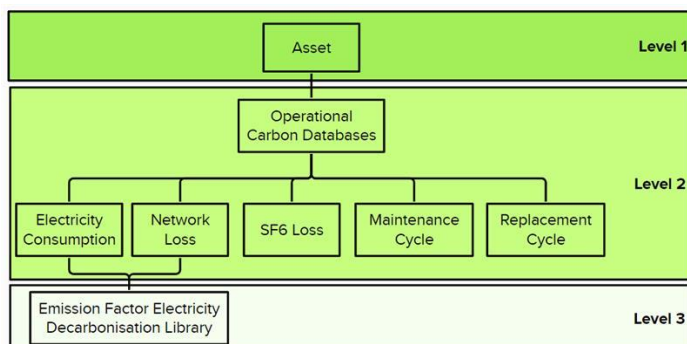 Asset
Level 1
Operational
Carbon Databases
Level 2
Electricity
Consumption
Network
Loss
SF6 Loss
Maintenance
Cycle
Replacement
Cycle
Emission Factor Electricity
Decarbonisation Library
Level 3